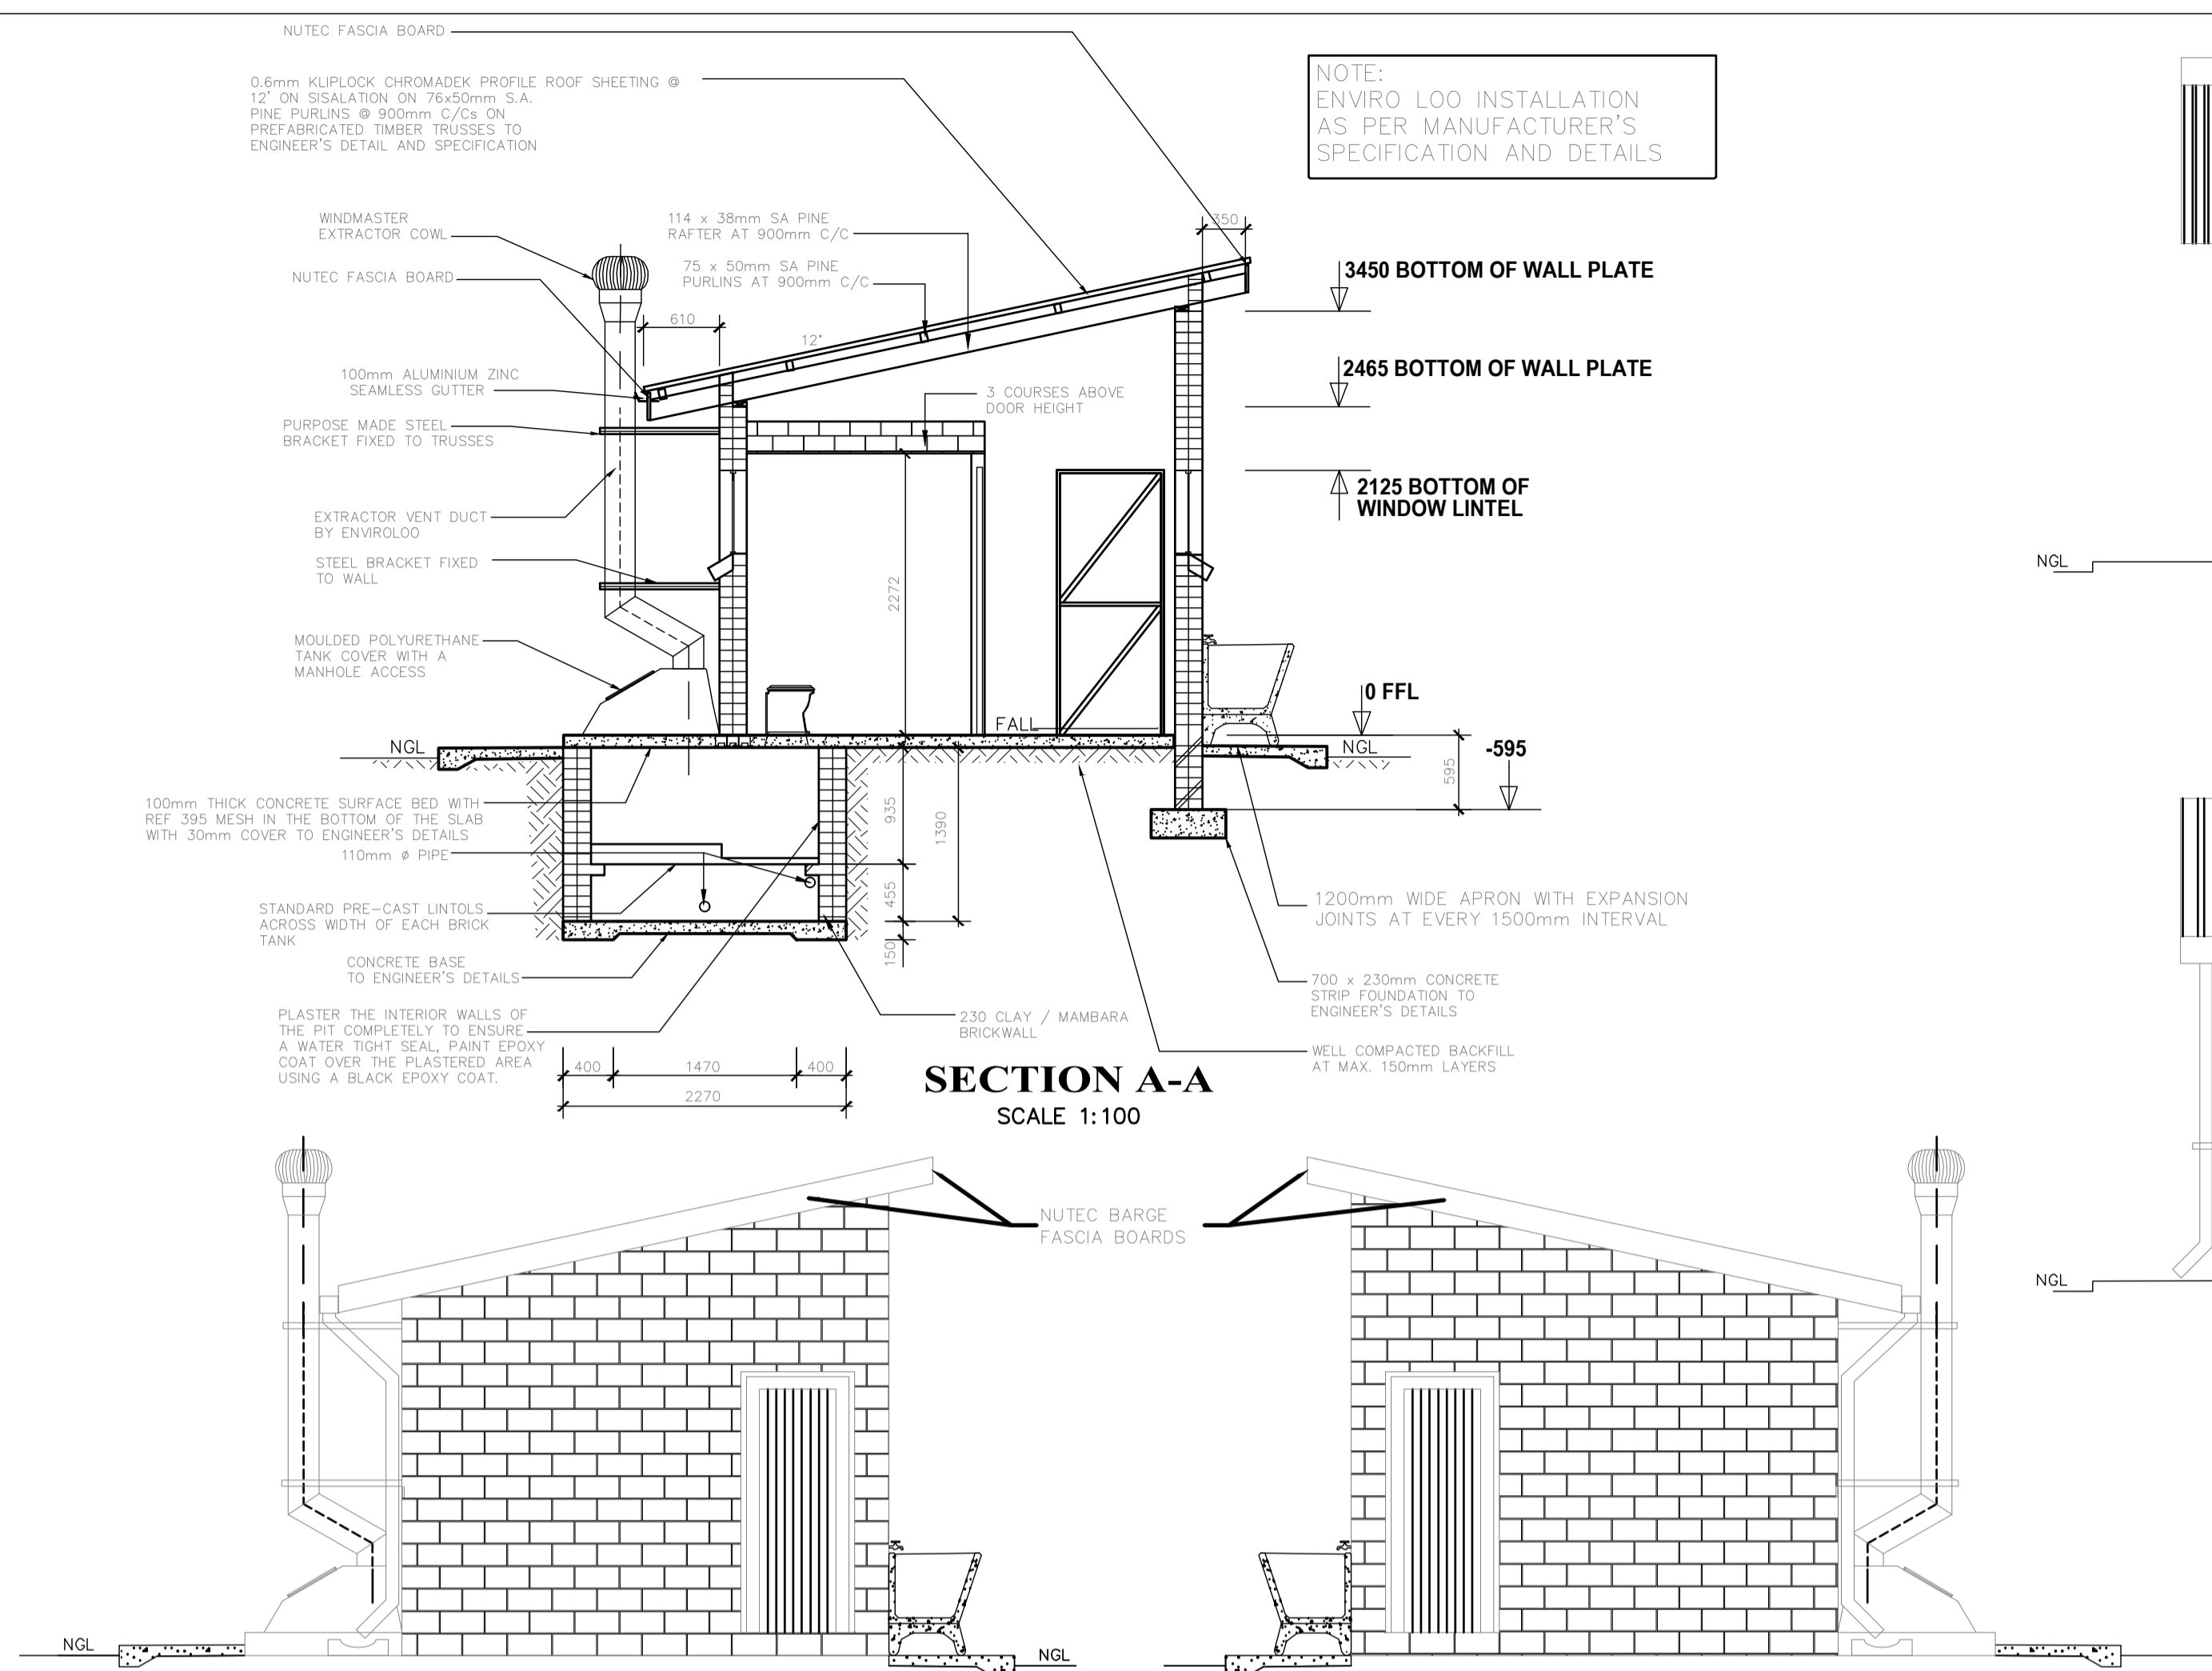 NUTEC FASCIA BOARD
0.6mm KLIPLOCK CHROMADEK PROFILE ROOF SHEETING @
12° ON SISALATION ON 76x50mm S.A.
PINE PURLINS @ 900mm C/Cs ON
PREFABRICATED TIMBER TRUSSES TO
ENGINEER'S DETAIL AND SPECIFICATION
NOTE:
ENVIRO LOO INSTALLATION
AS PER MANUFACTURER'S
SPECIFICATION AND DETAILS
WINDMASTER
EXTRACTOR COWL
114 x 38mm SA PINE
RAFTER AT 900mm C/C
350
NUTEC FASCIA BOARD
75 x 50mm SA PINE
PURLINS AT 900mm C/C
3450 BOTTOM OF WALL PLATE
610
12°
100mm ALUMINIUM ZINC
SEAMLESS GUTTER
2465 BOTTOM OF WALL PLATE
3 COURSES ABOVE
DOOR HEIGHT
PURPOSE MADE STEEL
BRACKET FIXED TO TRUSSES
2125 BOTTOM OF
WINDOW LINTEL
EXTRACTOR VENT DUCT
BY ENVIROLOO
STEEL BRACKET FIXED
TO WALL
2272
NGL
MOULDED POLYURETHANE
TANK COVER WITH A
MANHOLE ACCESS
0 FFL
FALL
NGL
NGL
-595
595
100mm THICK CONCRETE SURFACE BED WITH
REF 395 MESH IN THE BOTTOM OF THE SLAB
WITH 30mm COVER TO ENGINEER'S DETAILS
935
1390
110mm ø PIPE
455
STANDARD PRE-CAST LINTOLS
ACROSS WIDTH OF EACH BRICK
TANK
1200mm WIDE APRON WITH EXPANSION
JOINTS AT EVERY 1500mm INTERVAL
150
CONCRETE BASE
TO ENGINEER'S DETAILS
700 x 230mm CONCRETE
STRIP FOUNDATION TO
ENGINEER'S DETAILS
PLASTER THE INTERIOR WALLS OF
THE PIT COMPLETELY TO ENSURE
A WATER TIGHT SEAL, PAINT EPOXY
COAT OVER THE PLASTERED AREA
USING A BLACK EPOXY COAT.
230 CLAY / MAMBARA
BRICKWALL
WELL COMPACTED BACKFILL
AT MAX. 150mm LAYERS
400
1470
400
2270
SECTION A-A
SCALE 1:100
NUTEC BARGE
FASCIA BOARDS
NGL
NGL
NGL